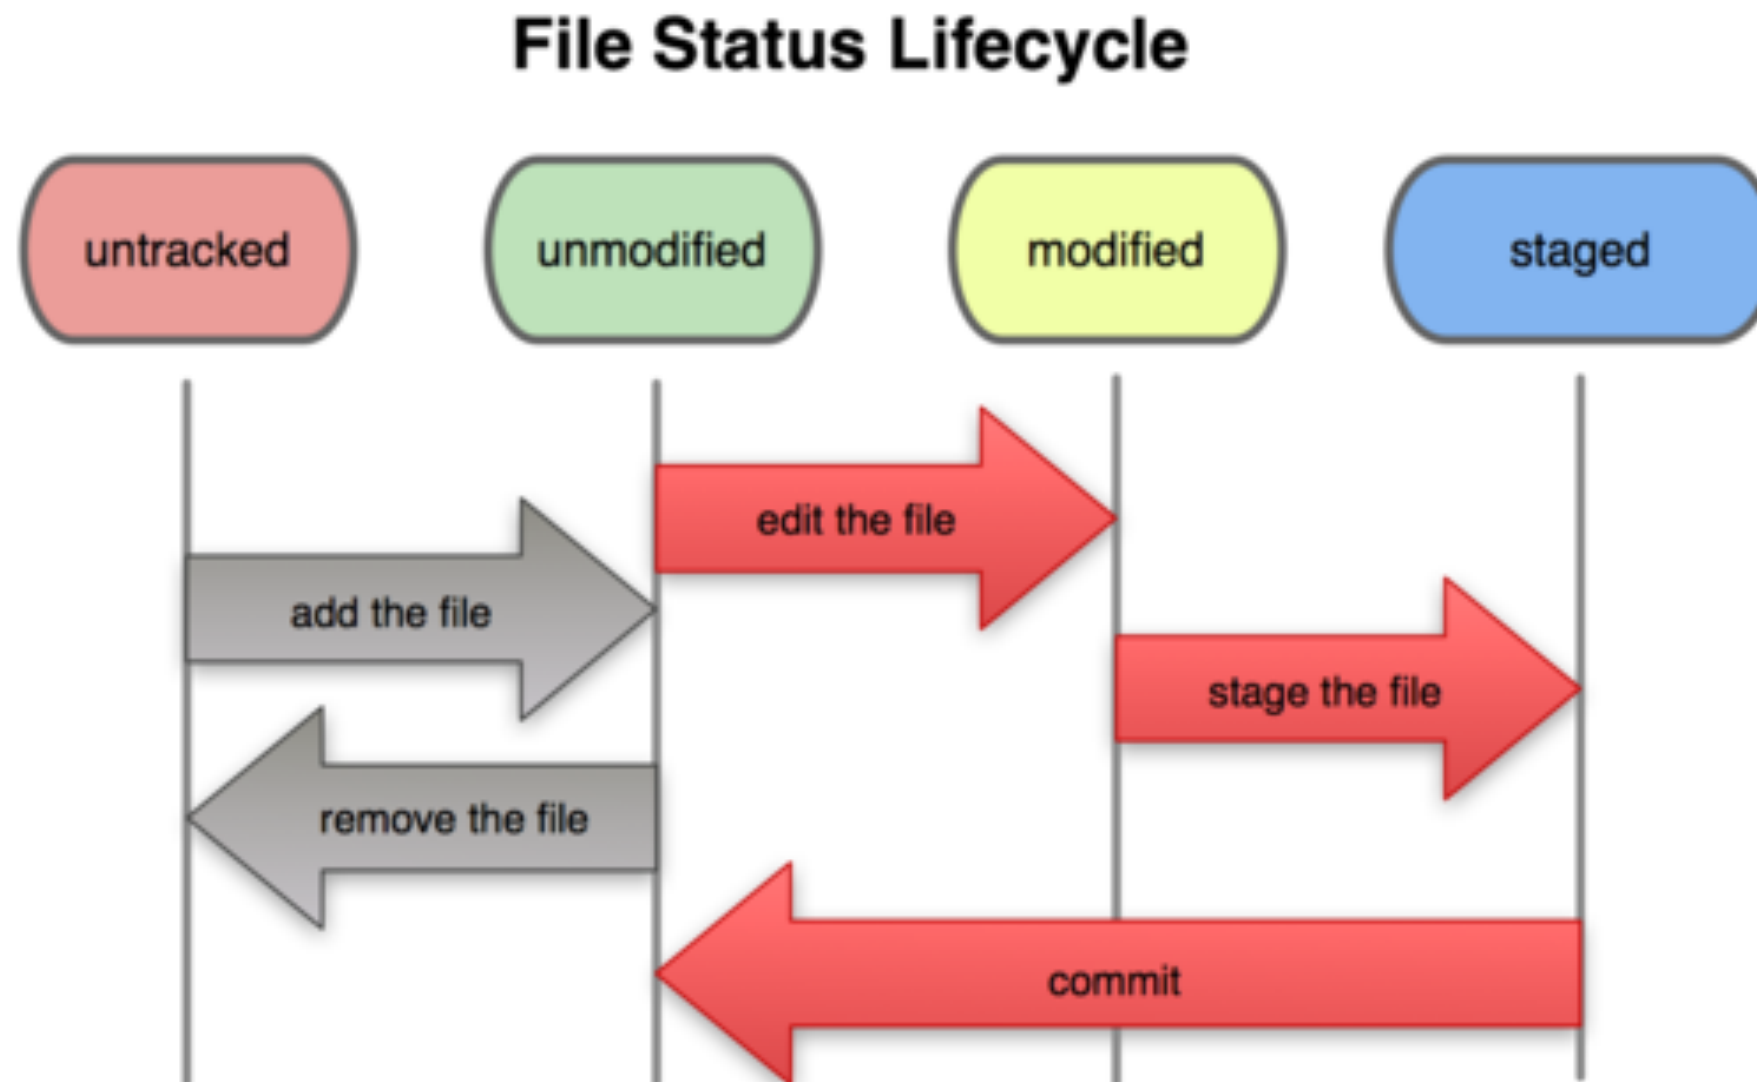 File Status Lifecycle
untracked
unmodified
modified
staged
edit the file
add the file
stage the file
remove the file
commit